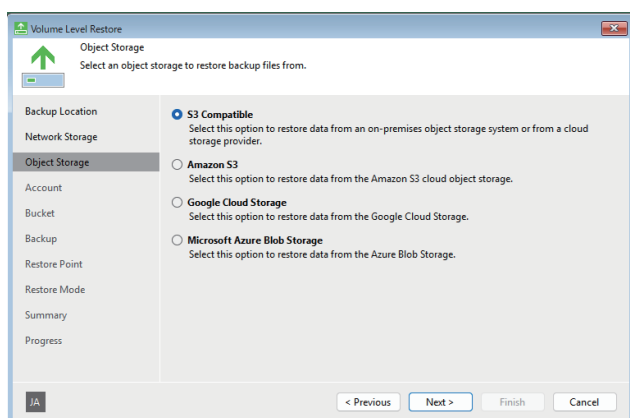 Volume Level Restore
Object Storage
Select an object storage to restore backup files from.
Backup Location
Network Storage
Object Storage
Account
Bucket
Backup
Restore Point
Restore Mode
Summary
Progress
S3 Compatible
Select this option to restore data from an on-premises object storage system or from a cloud
storage provider.
Amazon S3
Select this option to restore data from the Amazon S3 cloud object storage.
Google Cloud Storage
Select this option to restore data from the Google Cloud Storage.
Microsoft Azure Blob Storage
Select this option to restore data from the Azure Blob Storage.
JA
< Previous
Next >
Finish
Cancel